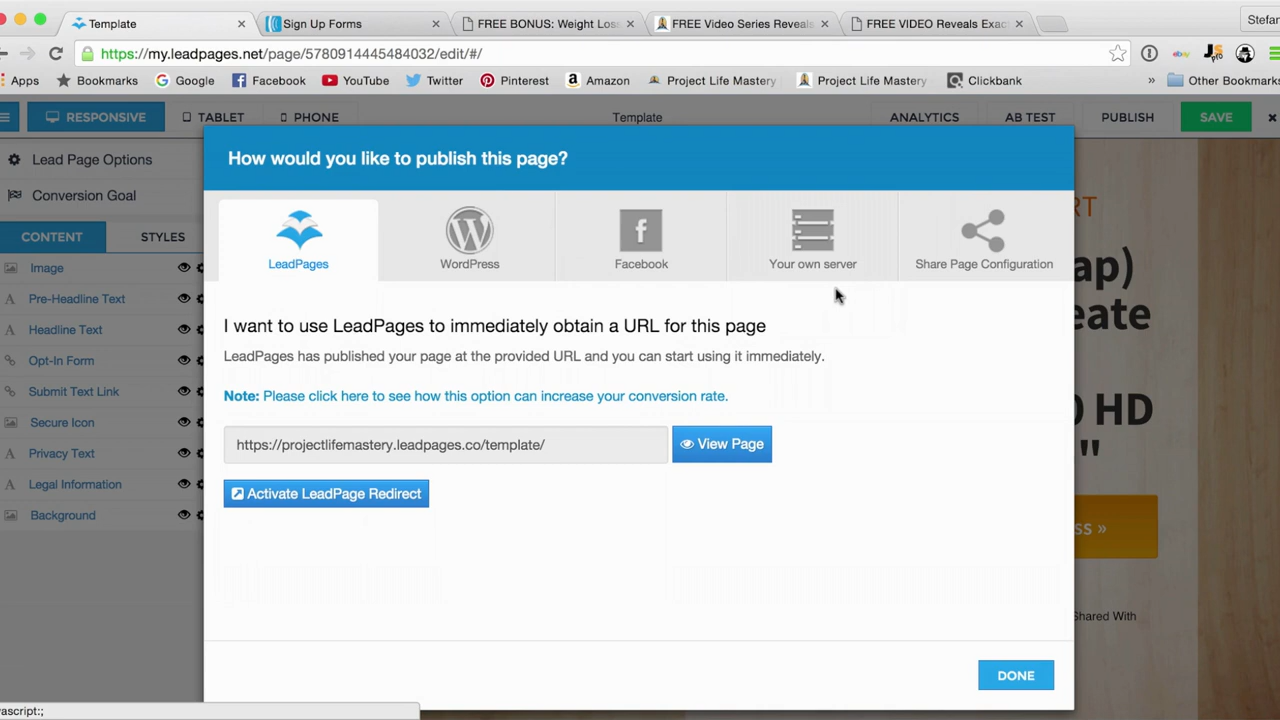 Template
Sign Up Forms
FREE BONUS: Weight Los
FREE Video Series Reveals
FREE VIDEO Reveals Exac
Stefan
https://my.leadpages.net/page/5780914445484032/edit/#/
Apps
Bookmarks
Google
Facebook
YouTube
Twitter
Pinterest
Amazon
Project Life Mastery
Project Life Mastery
Clickbank
» Other Bookmarks
RESPONSIVE
TABLET
PHONE
Template
ANALYTICS
AB TEST
PUBLISH
SAVE
Lead Page Options
Conversion Goal
CONTENT
STYLES
Image
Pre-Headline Text
Headline Text
Opt-In Form
Submit Text Link
Secure Icon
Privacy Text
Legal Information
Background
How would you like to publish this page?
LeadPages
WordPress
Facebook
Your own server
Share Page Configuration
I want to use LeadPages to immediately obtain a URL for this page
LeadPages has published your page at the provided URL and you can start using it immediately.
Note: Please click here to see how this option can increase your conversion rate.
https://projectlifemastery.leadpages.co/template/
View Page
Activate LeadPage Redirect
DONE
RT
ap)
eate
0 HD
"
SS »
Shared With
ascript:;